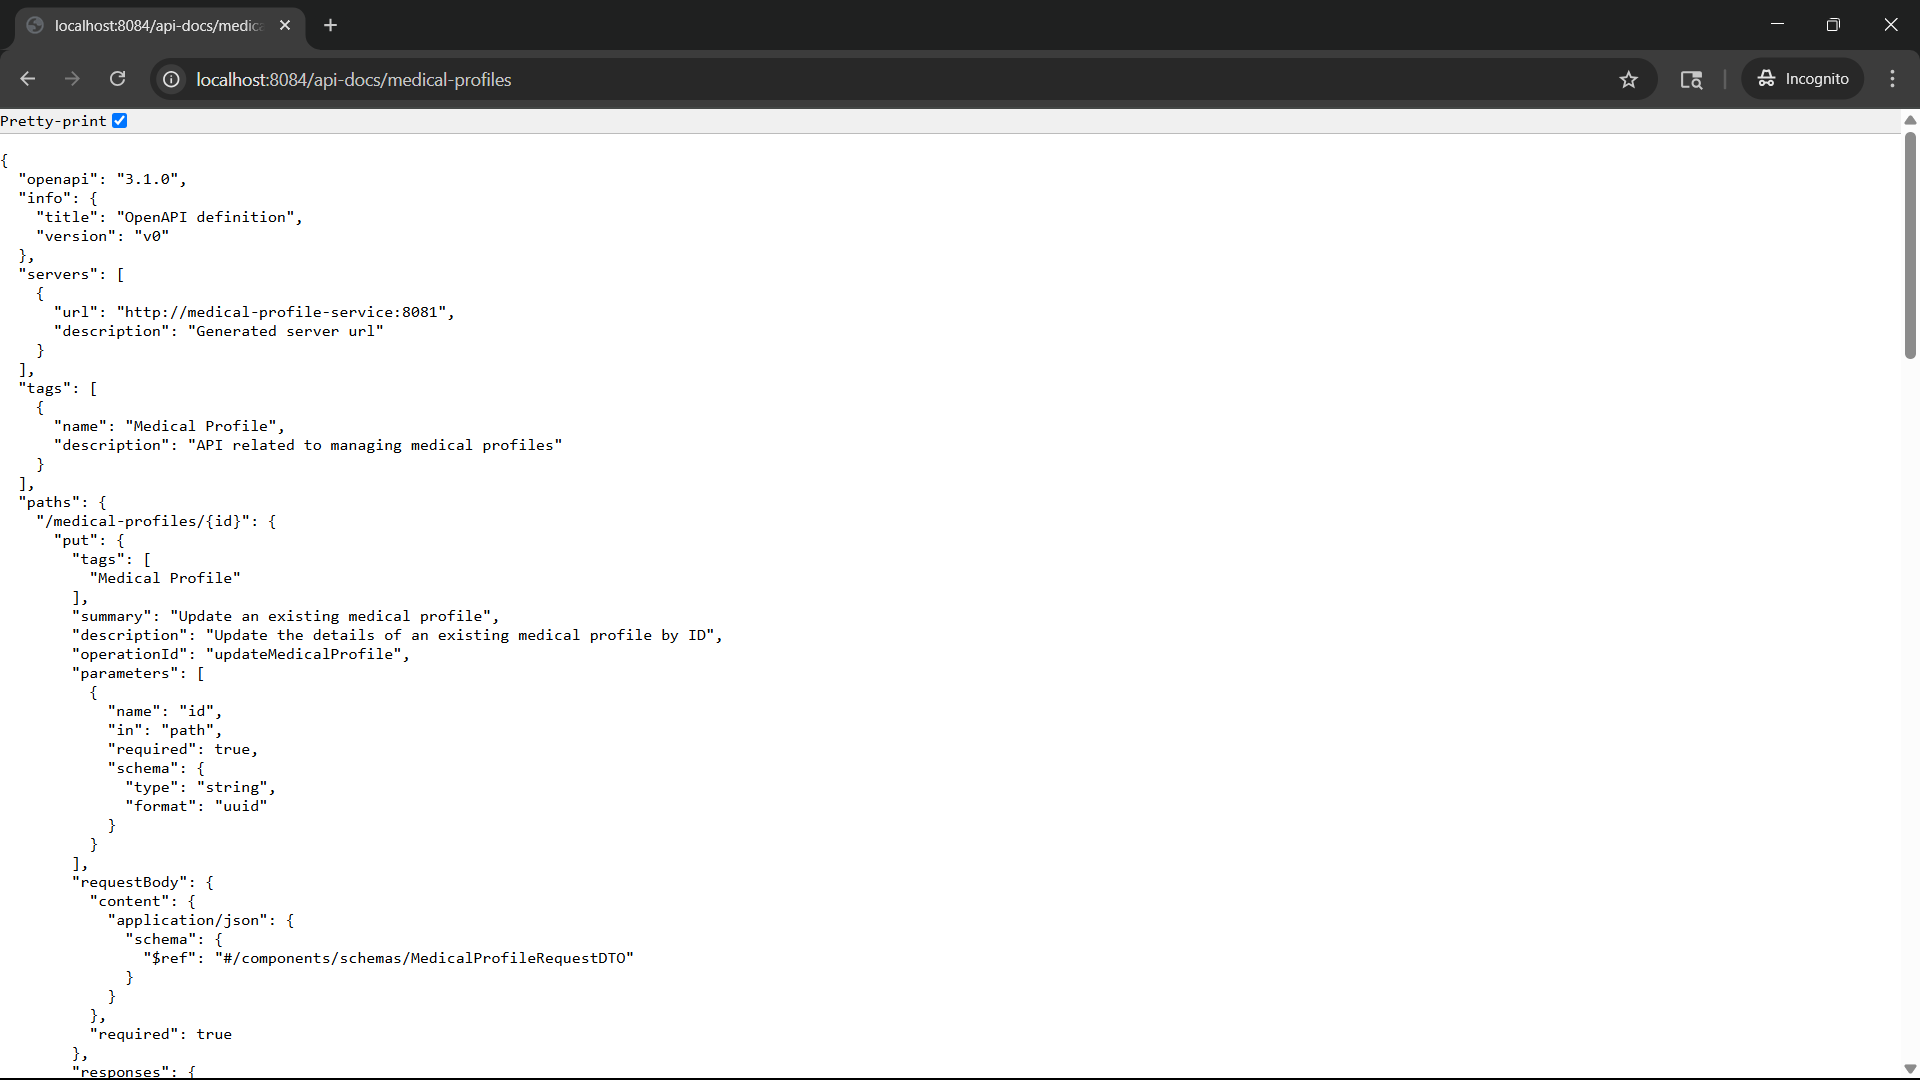 localhost:8084/api-docs/medic
localhost:8084/api-docs/medical-profiles
Incognito
Pretty-print
{
  "openapi": "3.1.0",
  "info": {
    "title": "OpenAPI definition",
    "version": "v0"
  },
  "servers": [
    {
      "url": "http://medical-profile-service:8081",
      "description": "Generated server url"
    }
  ],
  "tags": [
    {
      "name": "Medical Profile",
      "description": "API related to managing medical profiles"
    }
  ],
  "paths": {
    "/medical-profiles/{id}": {
      "put": {
        "tags": [
          "Medical Profile"
        ],
        "summary": "Update an existing medical profile",
        "description": "Update the details of an existing medical profile by ID",
        "operationId": "updateMedicalProfile",
        "parameters": [
          {
            "name": "id",
            "in": "path",
            "required": true,
            "schema": {
              "type": "string",
              "format": "uuid"
            }
          }
        ],
        "requestBody": {
          "content": {
            "application/json": {
              "schema": {
                "$ref": "#/components/schemas/MedicalProfileRequestDTO"
              }
            }
          },
          "required": true
        },
        "responses": {